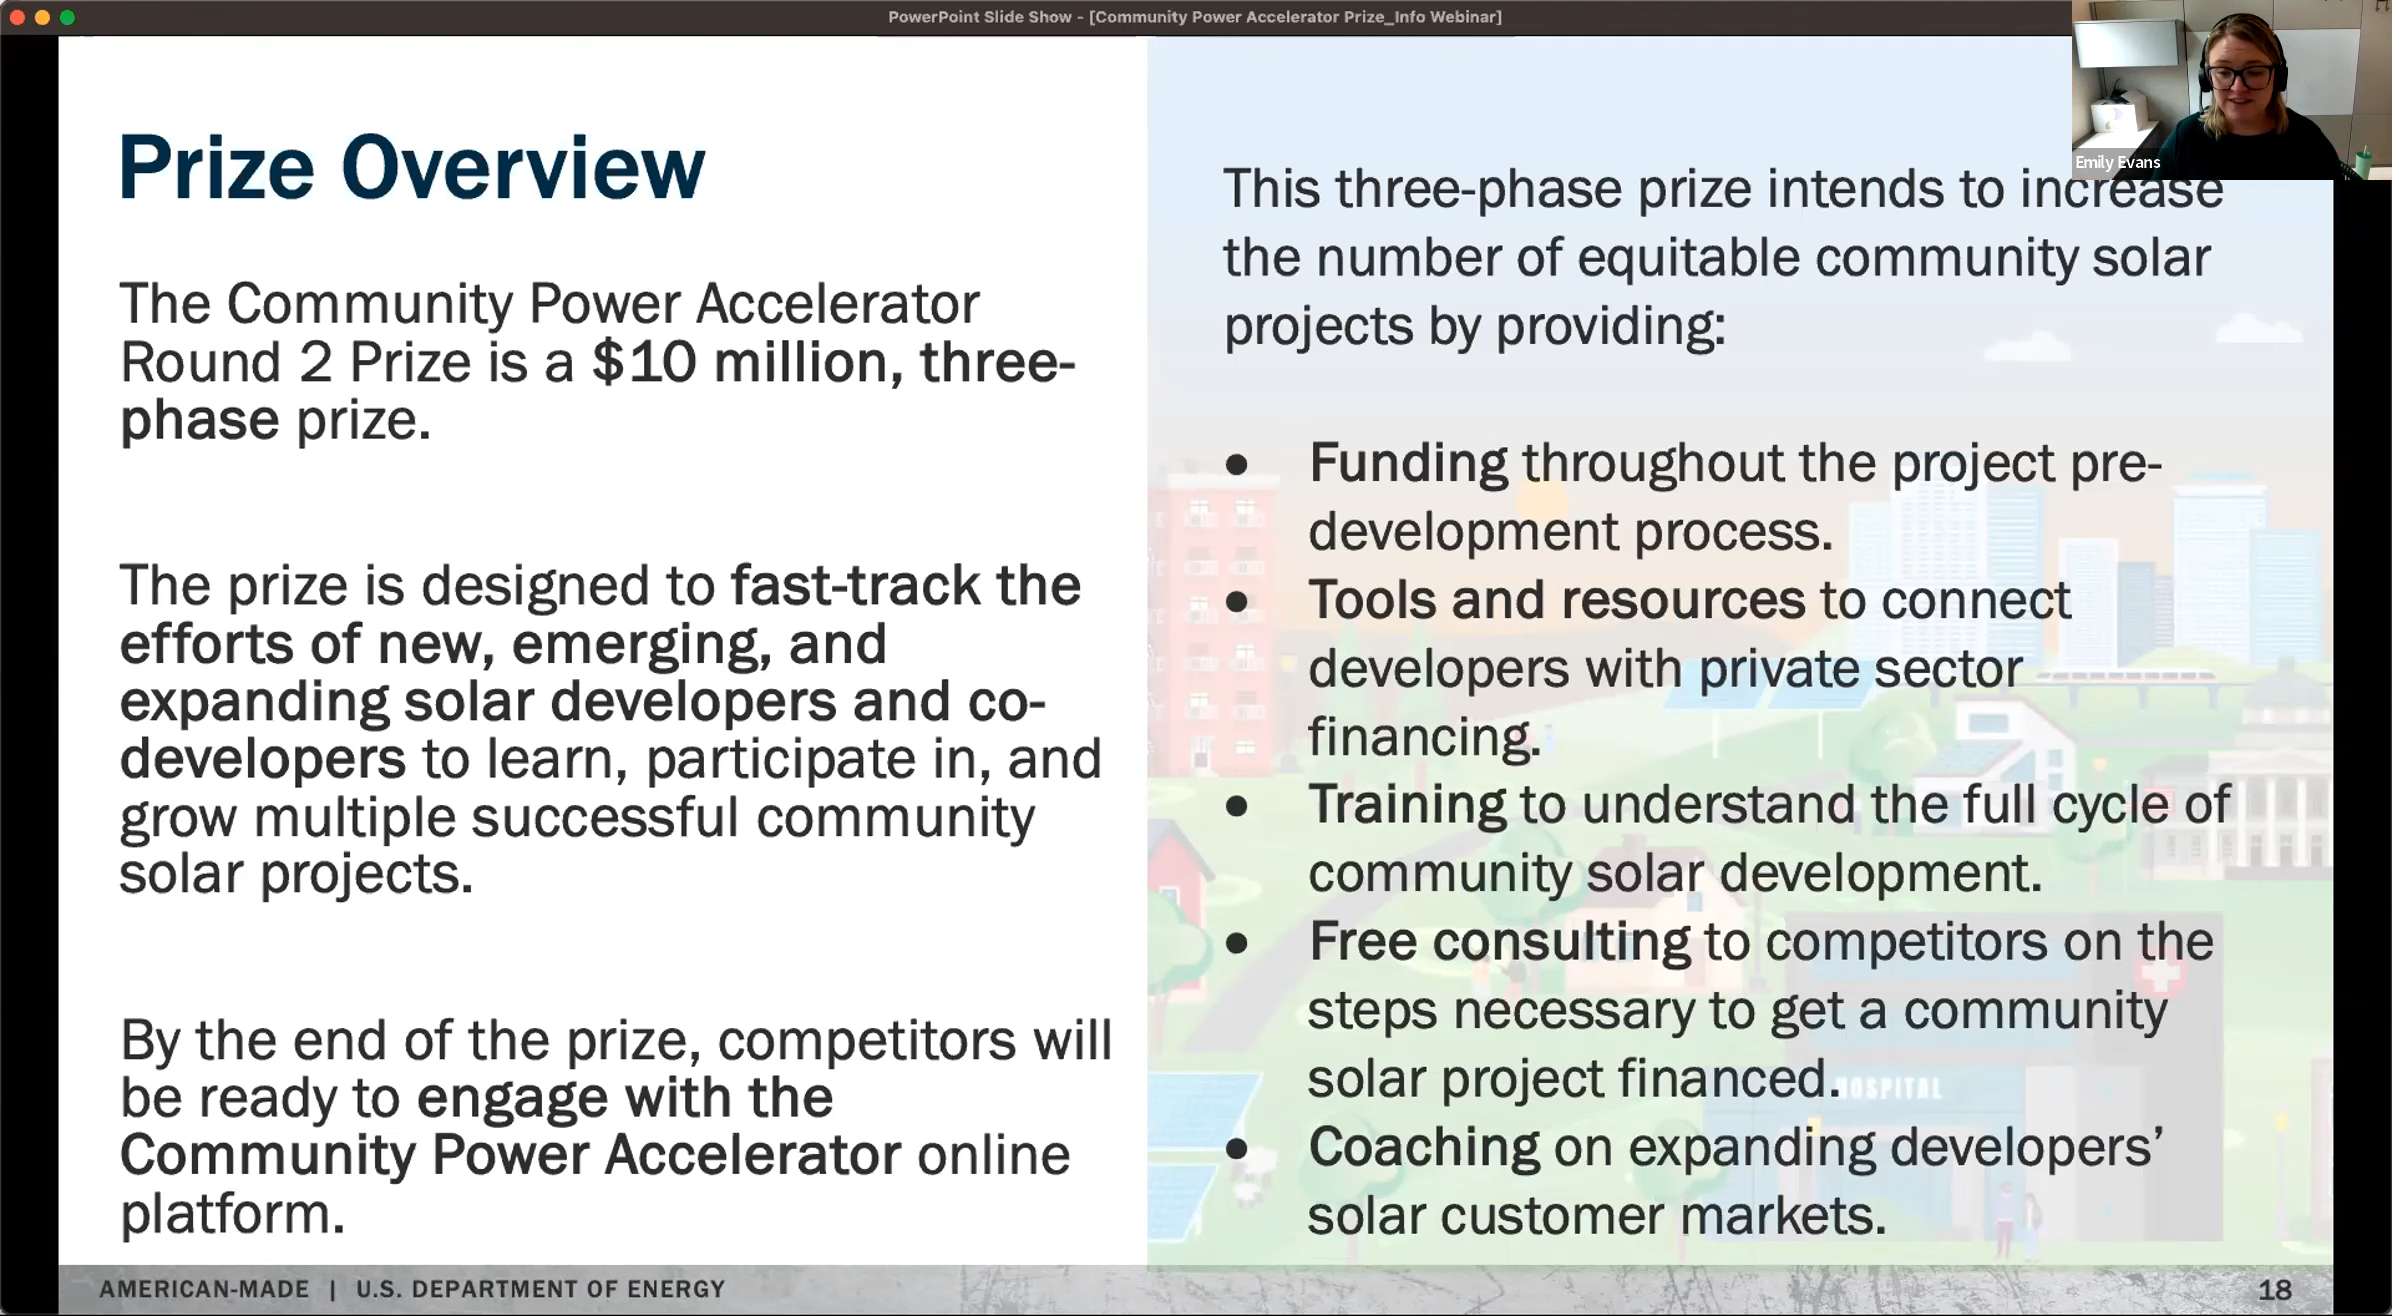 PowerPoint Slide Show - [Community Power Accelerator Prize_Info Webinar]
Emily Evans
Prize Overview
The Community Power Accelerator
Round 2 Prize is a $10 million, three-
phase prize.
The prize is designed to fast-track the
efforts of new, emerging, and
expanding solar developers and co-
developers to learn, participate in, and
grow multiple successful community
solar projects.
By the end of the prize, competitors will
be ready to engage with the
Community Power Accelerator online
platform.
This three-phase prize intends to increase
the number of equitable community solar
projects by providing:
● Funding throughout the project pre-
development process.
● Tools and resources to connect
developers with private sector
financing.
● Training to understand the full cycle of
community solar development.
● Free consulting to competitors on the
steps necessary to get a community
solar project financed.
HOSPITAL
● Coaching on expanding developers’
solar customer markets.
AMERICAN-MADE | U.S. DEPARTMENT OF ENERGY
18